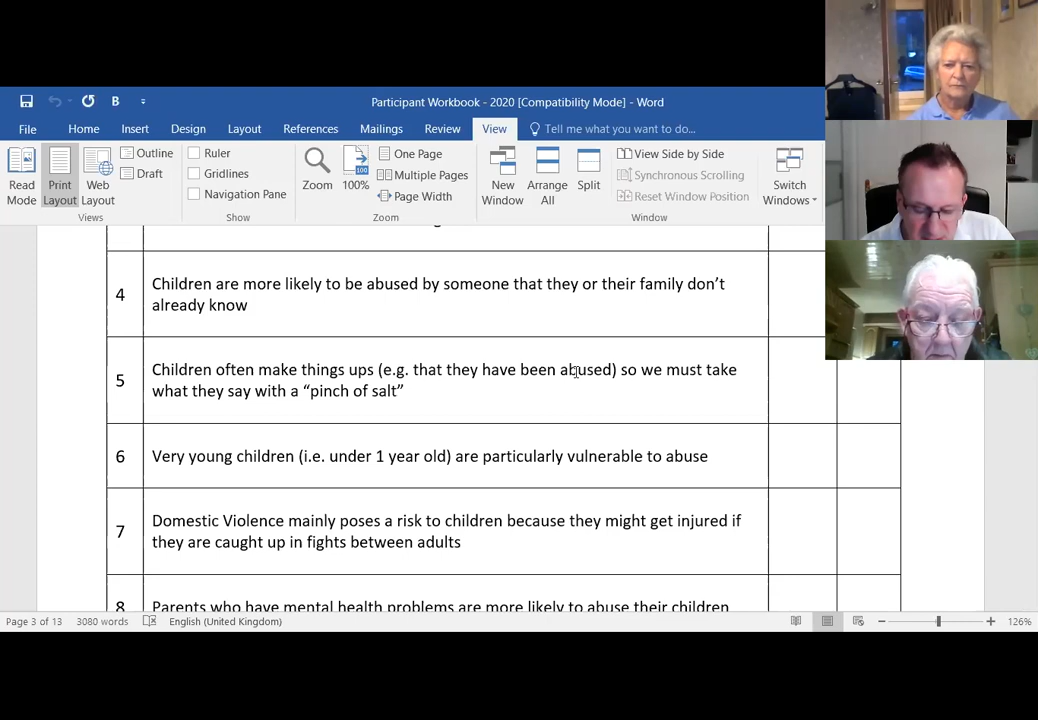 Participant Workbook - 2020 [Compatibility Mode] - Word
B
File Home Insert Design Layout References Mailings Review View Tell me what you want to do...
Read Mode
Print Layout
Web Layout
Outline
Draft
Views
Ruler
Gridlines
Navigation Pane
Show
Zoom
100
100%
One Page
Multiple Pages
Page Width
Zoom
New Window
Arrange All
Split
View Side by Side
Synchronous Scrolling
Reset Window Position
Window
Switch Windows
4 Children are more likely to be abused by someone that they or their family don’t
already know
5 Children often make things ups (e.g. that they have been abused) so we must take
what they say with a “pinch of salt”
6 Very young children (i.e. under 1 year old) are particularly vulnerable to abuse
7 Domestic Violence mainly poses a risk to children because they might get injured if
they are caught up in fights between adults
8 Parents who have mental health problems are more likely to abuse their children
Page 3 of 13 3080 words English (United Kingdom) 126%